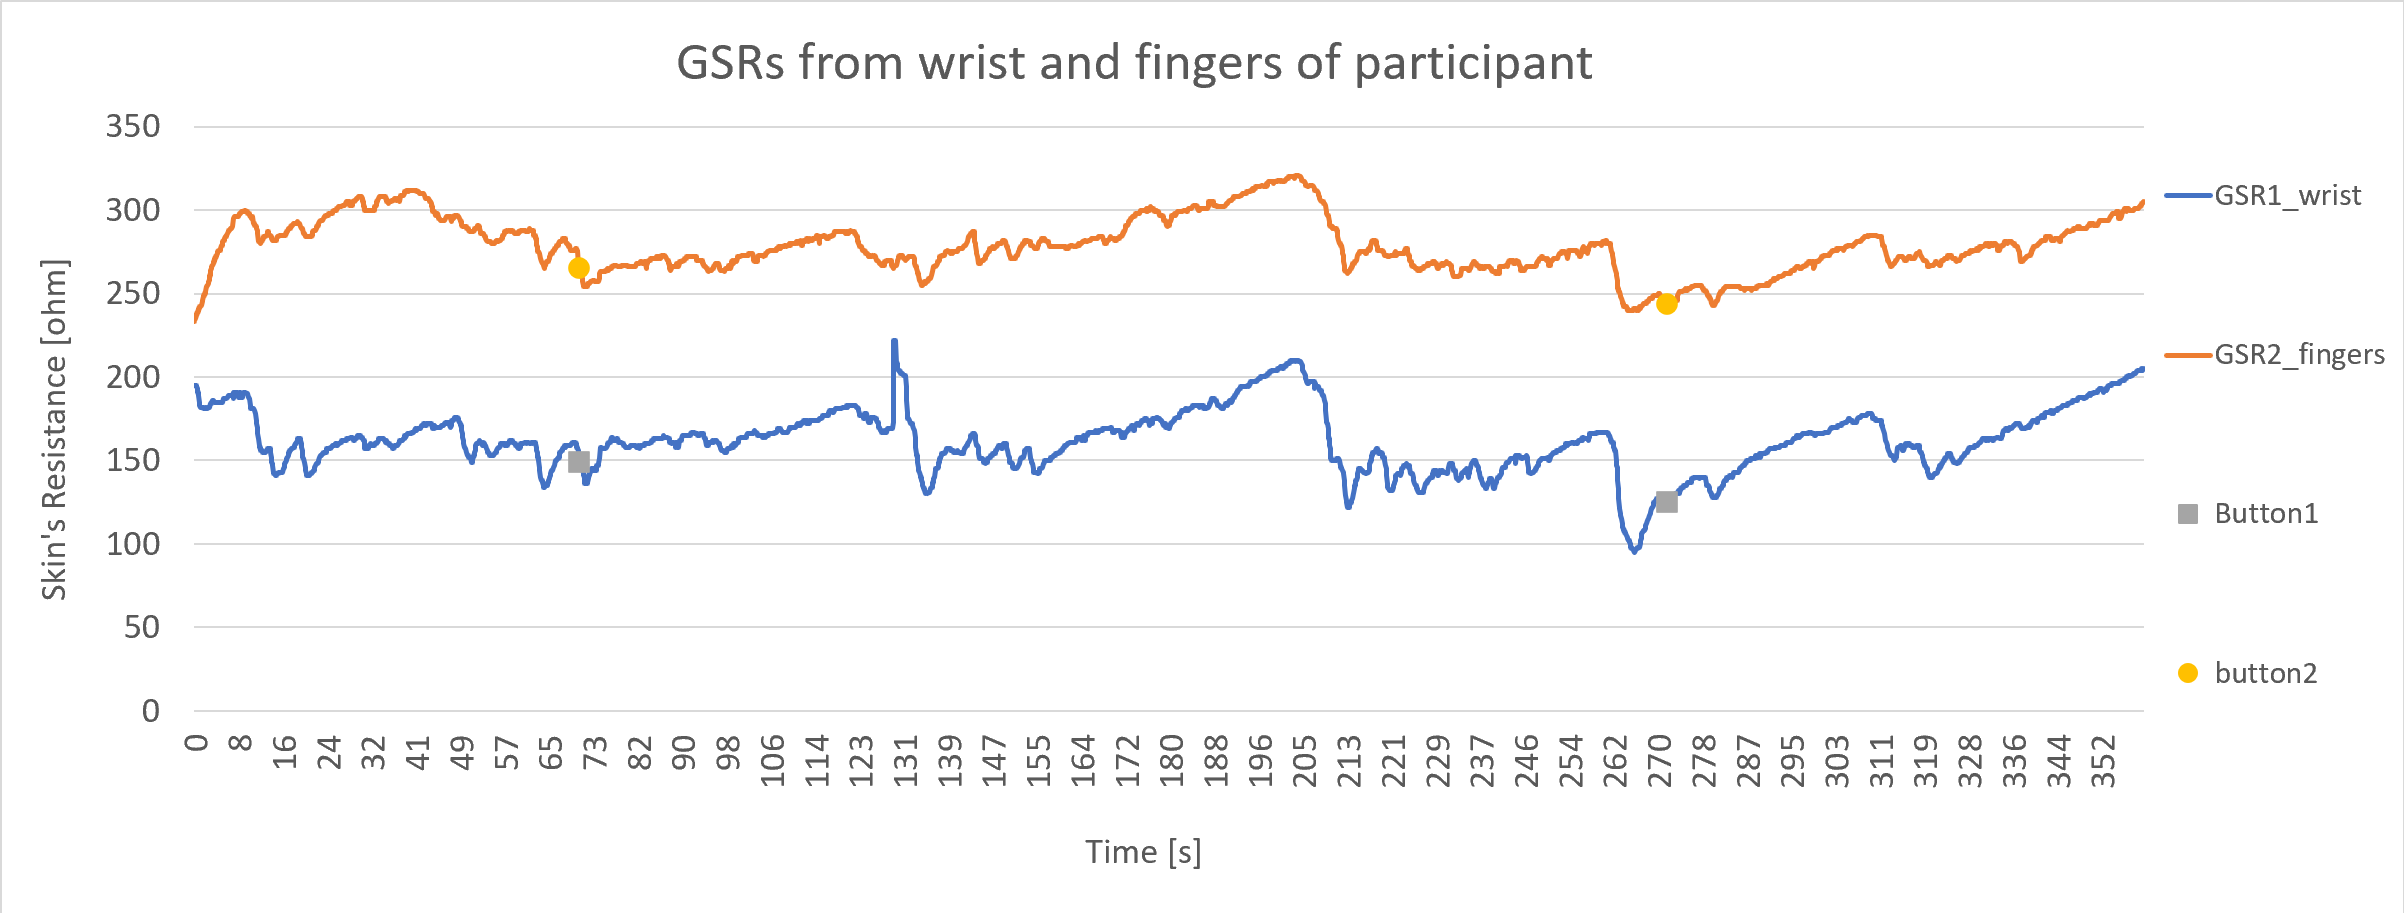 GSRs from wrist and fingers of participant
350
300
250
200
150
100
50
0
Skin's Resistance [ohm]
0 8 16 24 32 41 49 57 65 73 82 90 98 106 114 123 131 139 147 155 164 172 180 188 196 205 213 221 229 237 246 254 262 270 278 287 295 303 311 319 328 336 344 352
Time [s]
GSR1_wrist
GSR2_fingers
Button1
button2